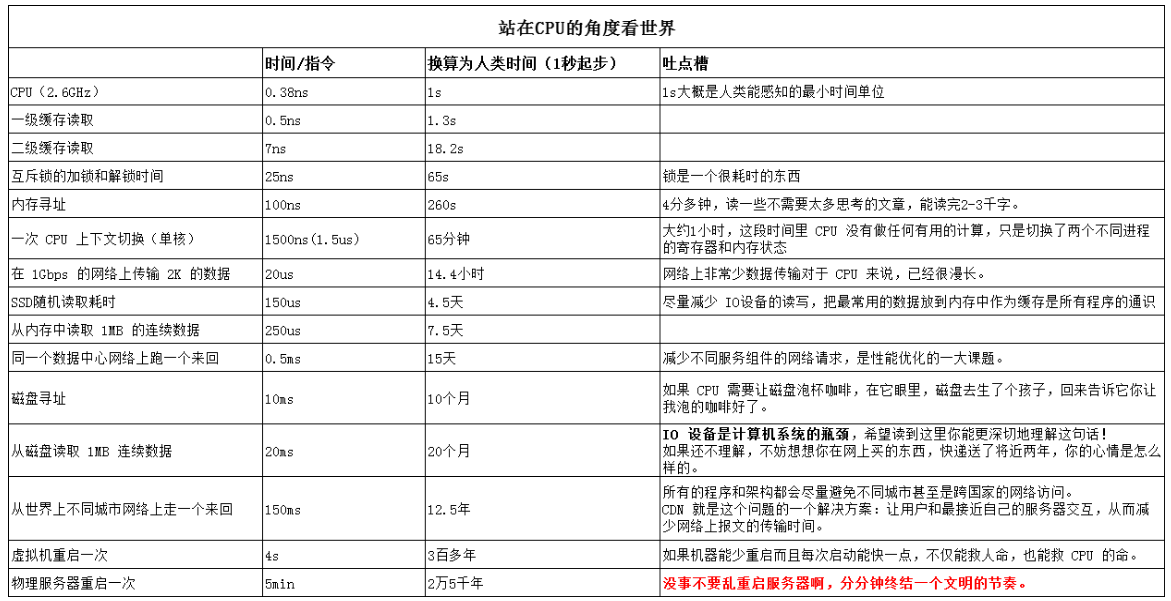 站在CPU的角度看世界
时间/指令 换算为人类时间（1秒起步） 吐点槽
CPU（2.6GHz） 0.38ns 1s 1s大概是人类能感知的最小时间单位
一级缓存读取 0.5ns 1.3s
二级缓存读取 7ns 18.2s
互斥锁的加锁和解锁时间 25ns 65s 锁是一个很耗时的东西
内存寻址 100ns 260s 4分多钟，读一些不需要太多思考的文章，能读完2-3千字。
一次 CPU 上下文切换（单核） 1500ns(1.5us) 65分钟 大约1小时，这段时间里 CPU 没有做任何有用的计算，只是切换了两个不同进程
的寄存器和内存状态
在 1Gbps 的网络上传输 2K 的数据 20us 14.4小时 网络上非常少数据传输对于 CPU 来说，已经很漫长。
SSD随机读取耗时 150us 4.5天 尽量减少 IO设备的读写，把最常用的数据放到内存中作为缓存是所有程序的通识
从内存中读取 1MB 的连续数据 250us 7.5天
同一个数据中心网络上跑一个来回 0.5ms 15天 减少不同服务组件的网络请求，是性能优化的一大课题。
磁盘寻址 10ms 10个月 如果 CPU 需要让磁盘泡杯咖啡，在它眼里，磁盘去生了个孩子，回来告诉它你让
我泡的咖啡好了。
从磁盘读取 1MB 连续数据 20ms 20个月 IO 设备是计算机系统的瓶颈，希望读到这里你能更深切地理解这句话！
如果还不理解，不妨想想你在网上买的东西，快递送了将近两年，你的心情是怎么
样的。
从世界上不同城市网络上走一个来回 150ms 12.5年 所有的程序和架构都会尽量避免不同城市甚至是跨国家的网络访问。
CDN 就是这个问题的一个解决方案：让用户和最接近自己的服务器交互，从而减
少网络上报文的传输时间。
虚拟机重启一次 4s 3百多年 如果机器能少重启而且每次启动能快一点，不仅能救人命，也能救 CPU 的命。
物理服务器重启一次 5min 2万5千年 没事不要乱重启服务器啊，分分钟终结一个文明的节奏。